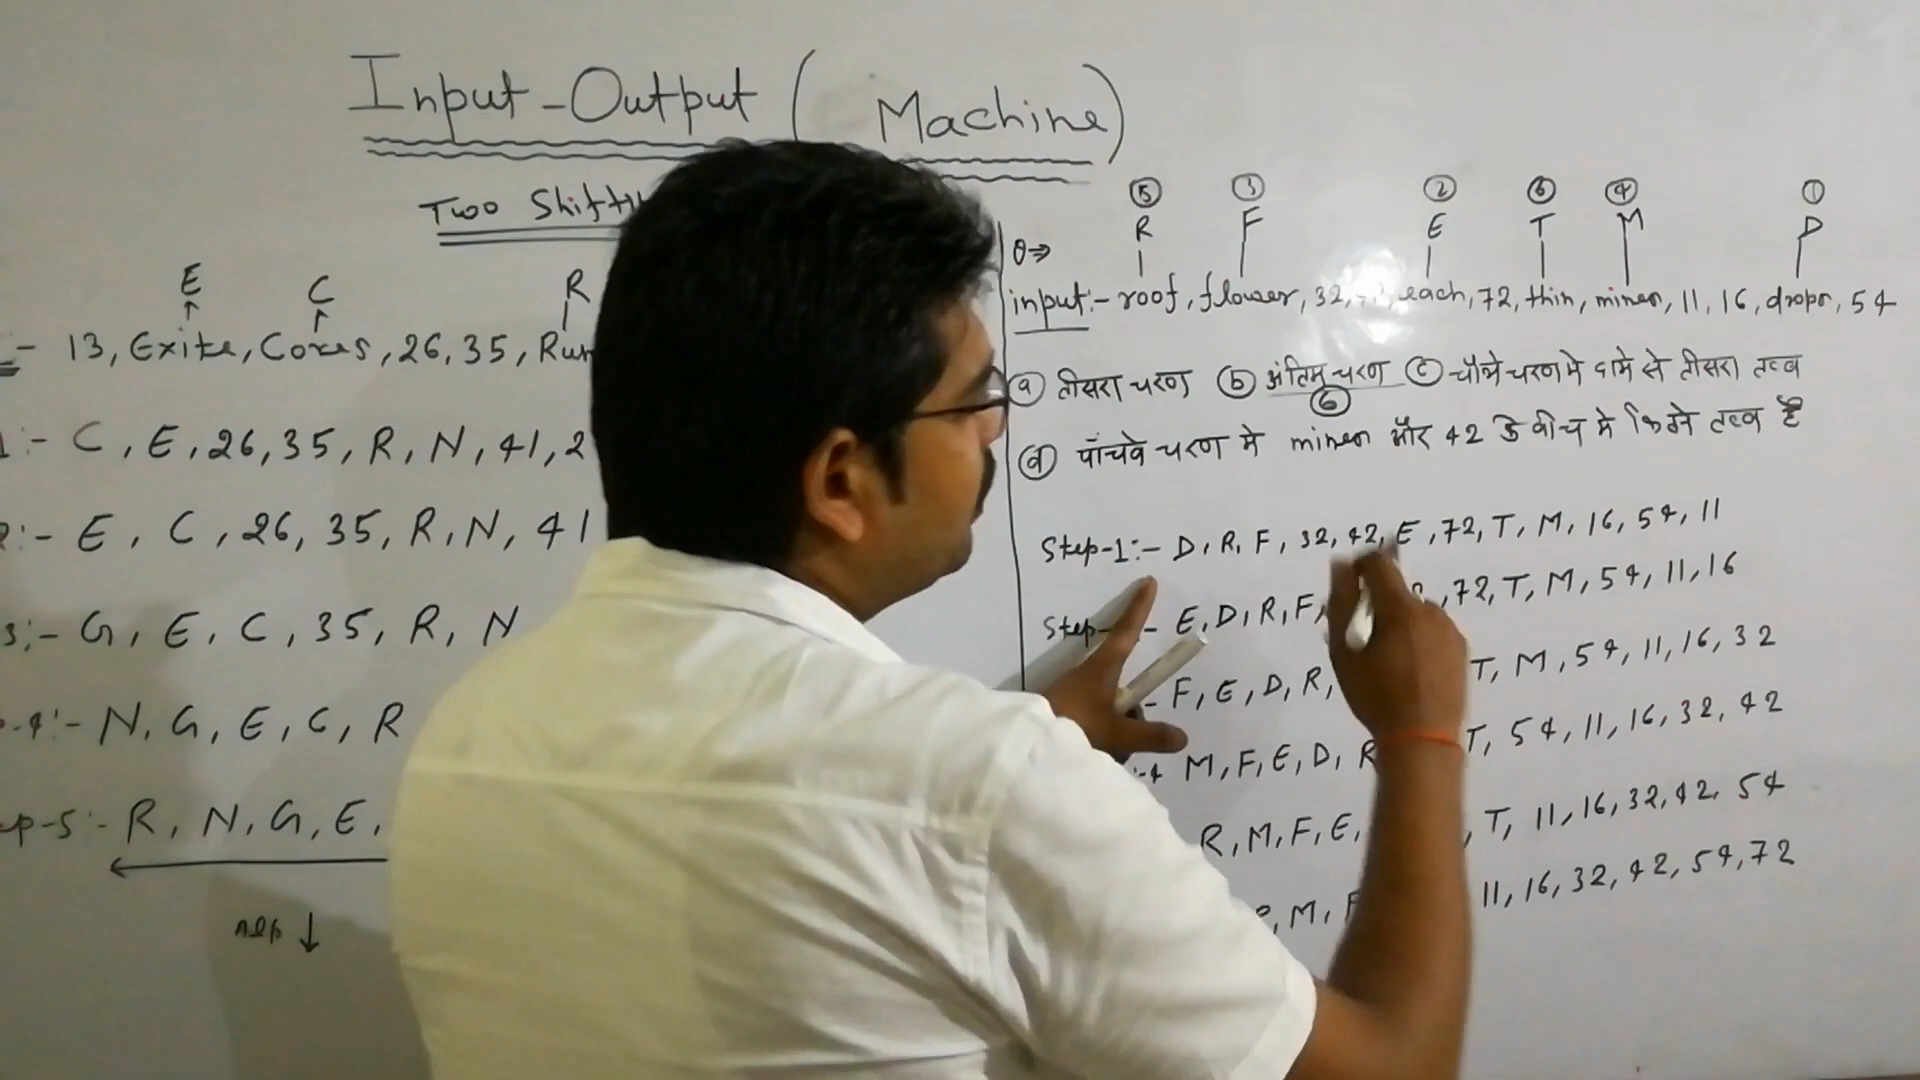 Input-Output ( Machine)
Two
E C R
13, Exite, Cores, 26, 35,
1:- C, E, 26, 35, R, N, 41, 2
2:- E, C, 26, 35, R, N, 41
3:- G, E, C, 35, R, N
4:- N, G, E, C, R
ep-5:- R, N, G, E,
5 3 2 6 4 1
R F E T M D
input:- roof, flower, 32, each, 72, thin, miner, 11, 16, drops, 54
(a) तीसरा चरण (b) अंतिम चरण (c) चौथे चरण मे से तीसरा तत्व
6
(d) पाँचवे चरण मे miner और 42 के बीच मे कितने तत्व है
Step-1:- D, R, F, 32, 42, E, 72, T, M, 16, 54, 11
Step- E, D, R, F, 72, T, M, 54, 11, 16
F, E, D, R, T, M, 54, 11, 16, 32
4 M, F, E, D, R T, 54, 11, 16, 32, 42
R, M, F, E, T, 11, 16, 32, 42, 54
M, F 11, 16, 32, 42, 54, 72